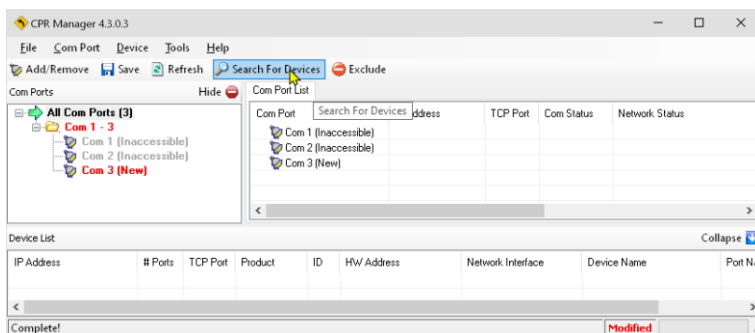 CPR Manager 4.3.0.3
File Com Port Device Tools Help
Add/Remove Save Refresh Search For Devices Exclude
Com Ports Hide Com Port List
All Com Ports (3)
Com 1 - 3
Com 1 (Inaccessible)
Com 2 (Inaccessible)
Com 3 (New)
Com Port ddress TCP Port Com Status Network Status
Search For Devices
Com 1 (Inaccessible)
Com 2 (Inaccessible)
Com 3 (New)
Device List Collapse
IP Address # Ports TCP Port Product ID HW Address Network Interface Device Name Port Na
Complete! Modified